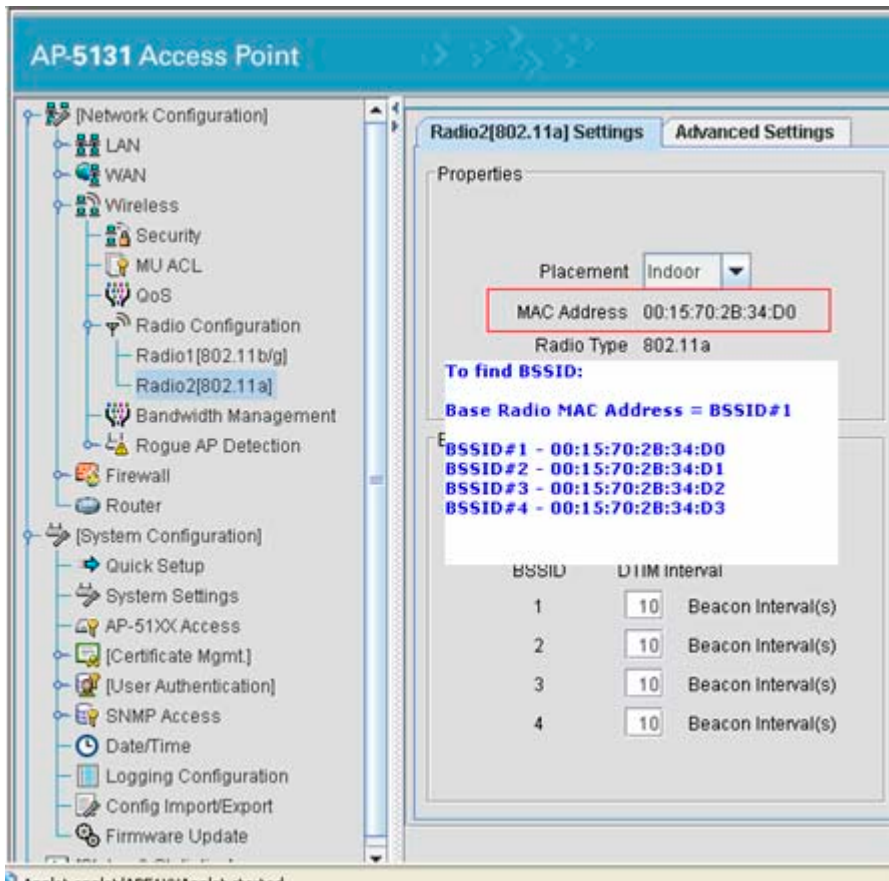 AP-5131 Access Point
[Network Configuration]
LAN
WAN
Wireless
Security
MU ACL
QoS
Radio Configuration
Radio1[802.11b/g]
Radio2[802.11a]
Bandwidth Management
Rogue AP Detection
Firewall
Router
[System Configuration]
Quick Setup
System Settings
AP-51XX Access
[Certificate Mgmt.]
[User Authentication]
SNMP Access
Date/Time
Logging Configuration
Config Import/Export
Firmware Update
Radio2[802.11a] Settings
Advanced Settings
Properties
Placement Indoor
MAC Address 00:15:70:2B:34:D0
Radio Type 802.11a
To find BSSID:
Base Radio MAC Address = BSSID#1
BSSID#1 - 00:15:70:2B:34:D0
BSSID#2 - 00:15:70:2B:34:D1
BSSID#3 - 00:15:70:2B:34:D2
BSSID#4 - 00:15:70:2B:34:D3
BSSID DTIM Interval
1 10 Beacon Interval(s)
2 10 Beacon Interval(s)
3 10 Beacon Interval(s)
4 10 Beacon Interval(s)